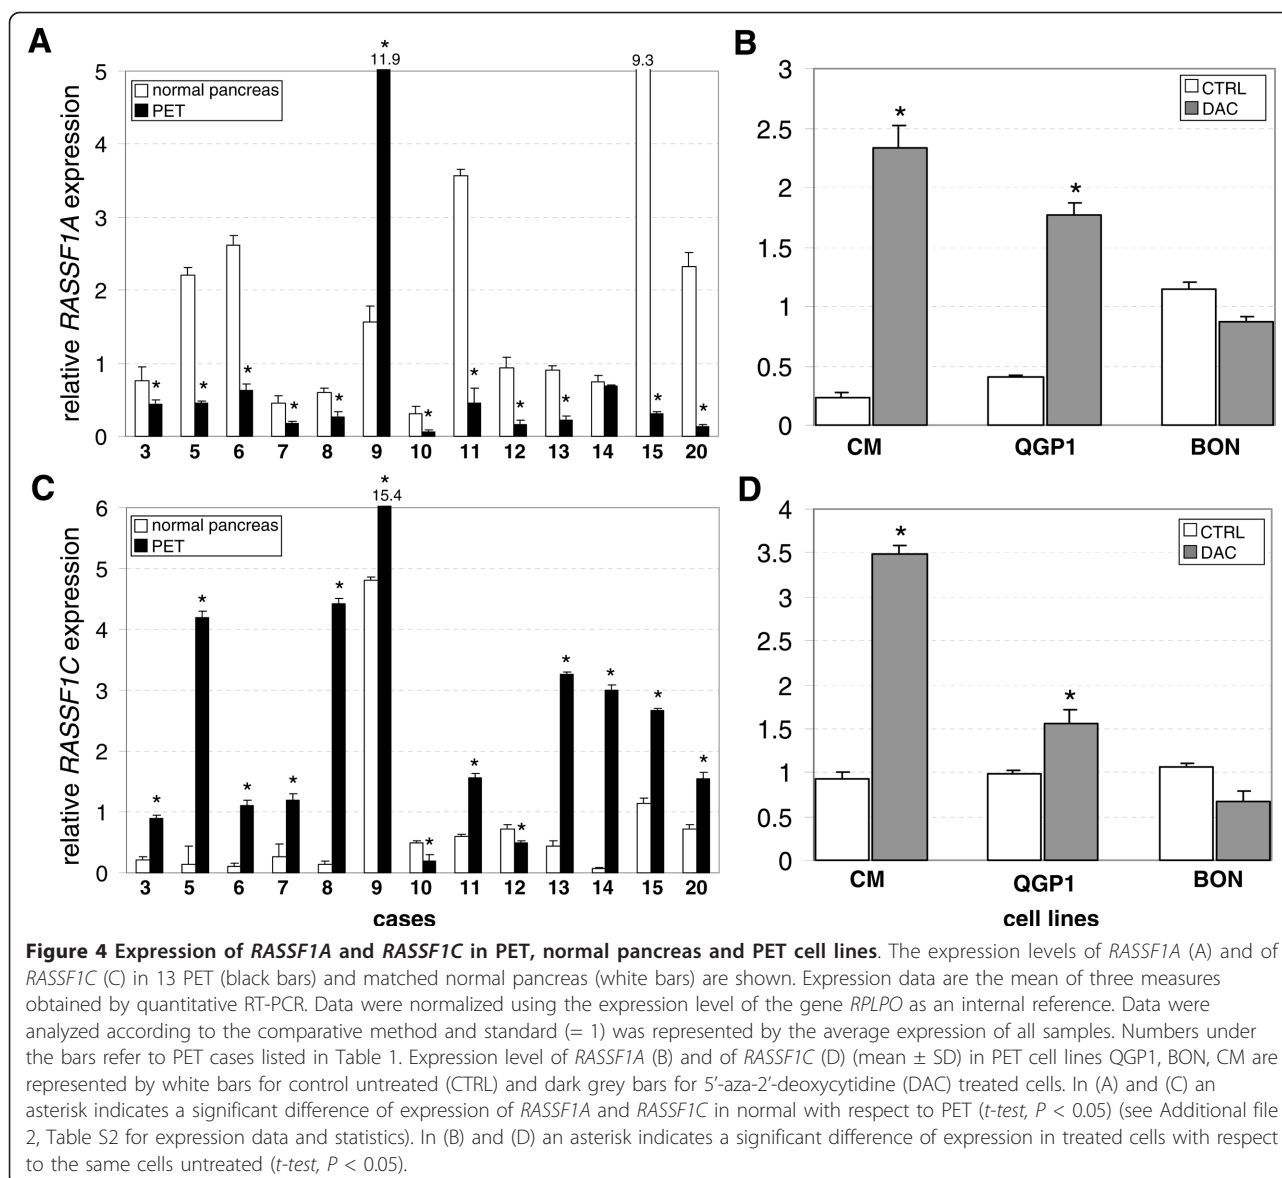 A
* 11.9
9.3
normal pancreas
PET
relative RASSF1A expression
5
4
3
2
1
0
* * * * * * * * * * *
3 5 6 7 8 9 10 11 12 13 14 15 20
B
CTRL
DAC
3
2.5
2
1.5
1
0.5
0
* *
CM QGP1 BON
C
* 15.4
normal pancreas
PET
relative RASSF1C expression
6
5
4
3
2
1
0
* * * * * * * * * * * *
3 5 6 7 8 9 10 11 12 13 14 15 20
cases
D
CTRL
DAC
4
3.5
3
2.5
2
1.5
1
0.5
0
* *
CM QGP1 BON
cell lines
Figure 4 Expression of RASSF1A and RASSF1C in PET, normal pancreas and PET cell lines. The expression levels of RASSF1A (A) and of
RASSF1C (C) in 13 PET (black bars) and matched normal pancreas (white bars) are shown. Expression data are the mean of three measures
obtained by quantitative RT-PCR. Data were normalized using the expression level of the gene RPLPO as an internal reference. Data were
analyzed according to the comparative method and standard (= 1) was represented by the average expression of all samples. Numbers under
the bars refer to PET cases listed in Table 1. Expression level of RASSF1A (B) and of RASSF1C (D) (mean ± SD) in PET cell lines QGP1, BON, CM are
represented by white bars for control untreated (CTRL) and dark grey bars for 5’-aza-2’-deoxycytidine (DAC) treated cells. In (A) and (C) an
asterisk indicates a significant difference of expression of RASSF1A and RASSF1C in normal with respect to PET (t-test, P < 0.05) (see Additional file
2, Table S2 for expression data and statistics). In (B) and (D) an asterisk indicates a significant difference of expression in treated cells with respect
to the same cells untreated (t-test, P < 0.05).